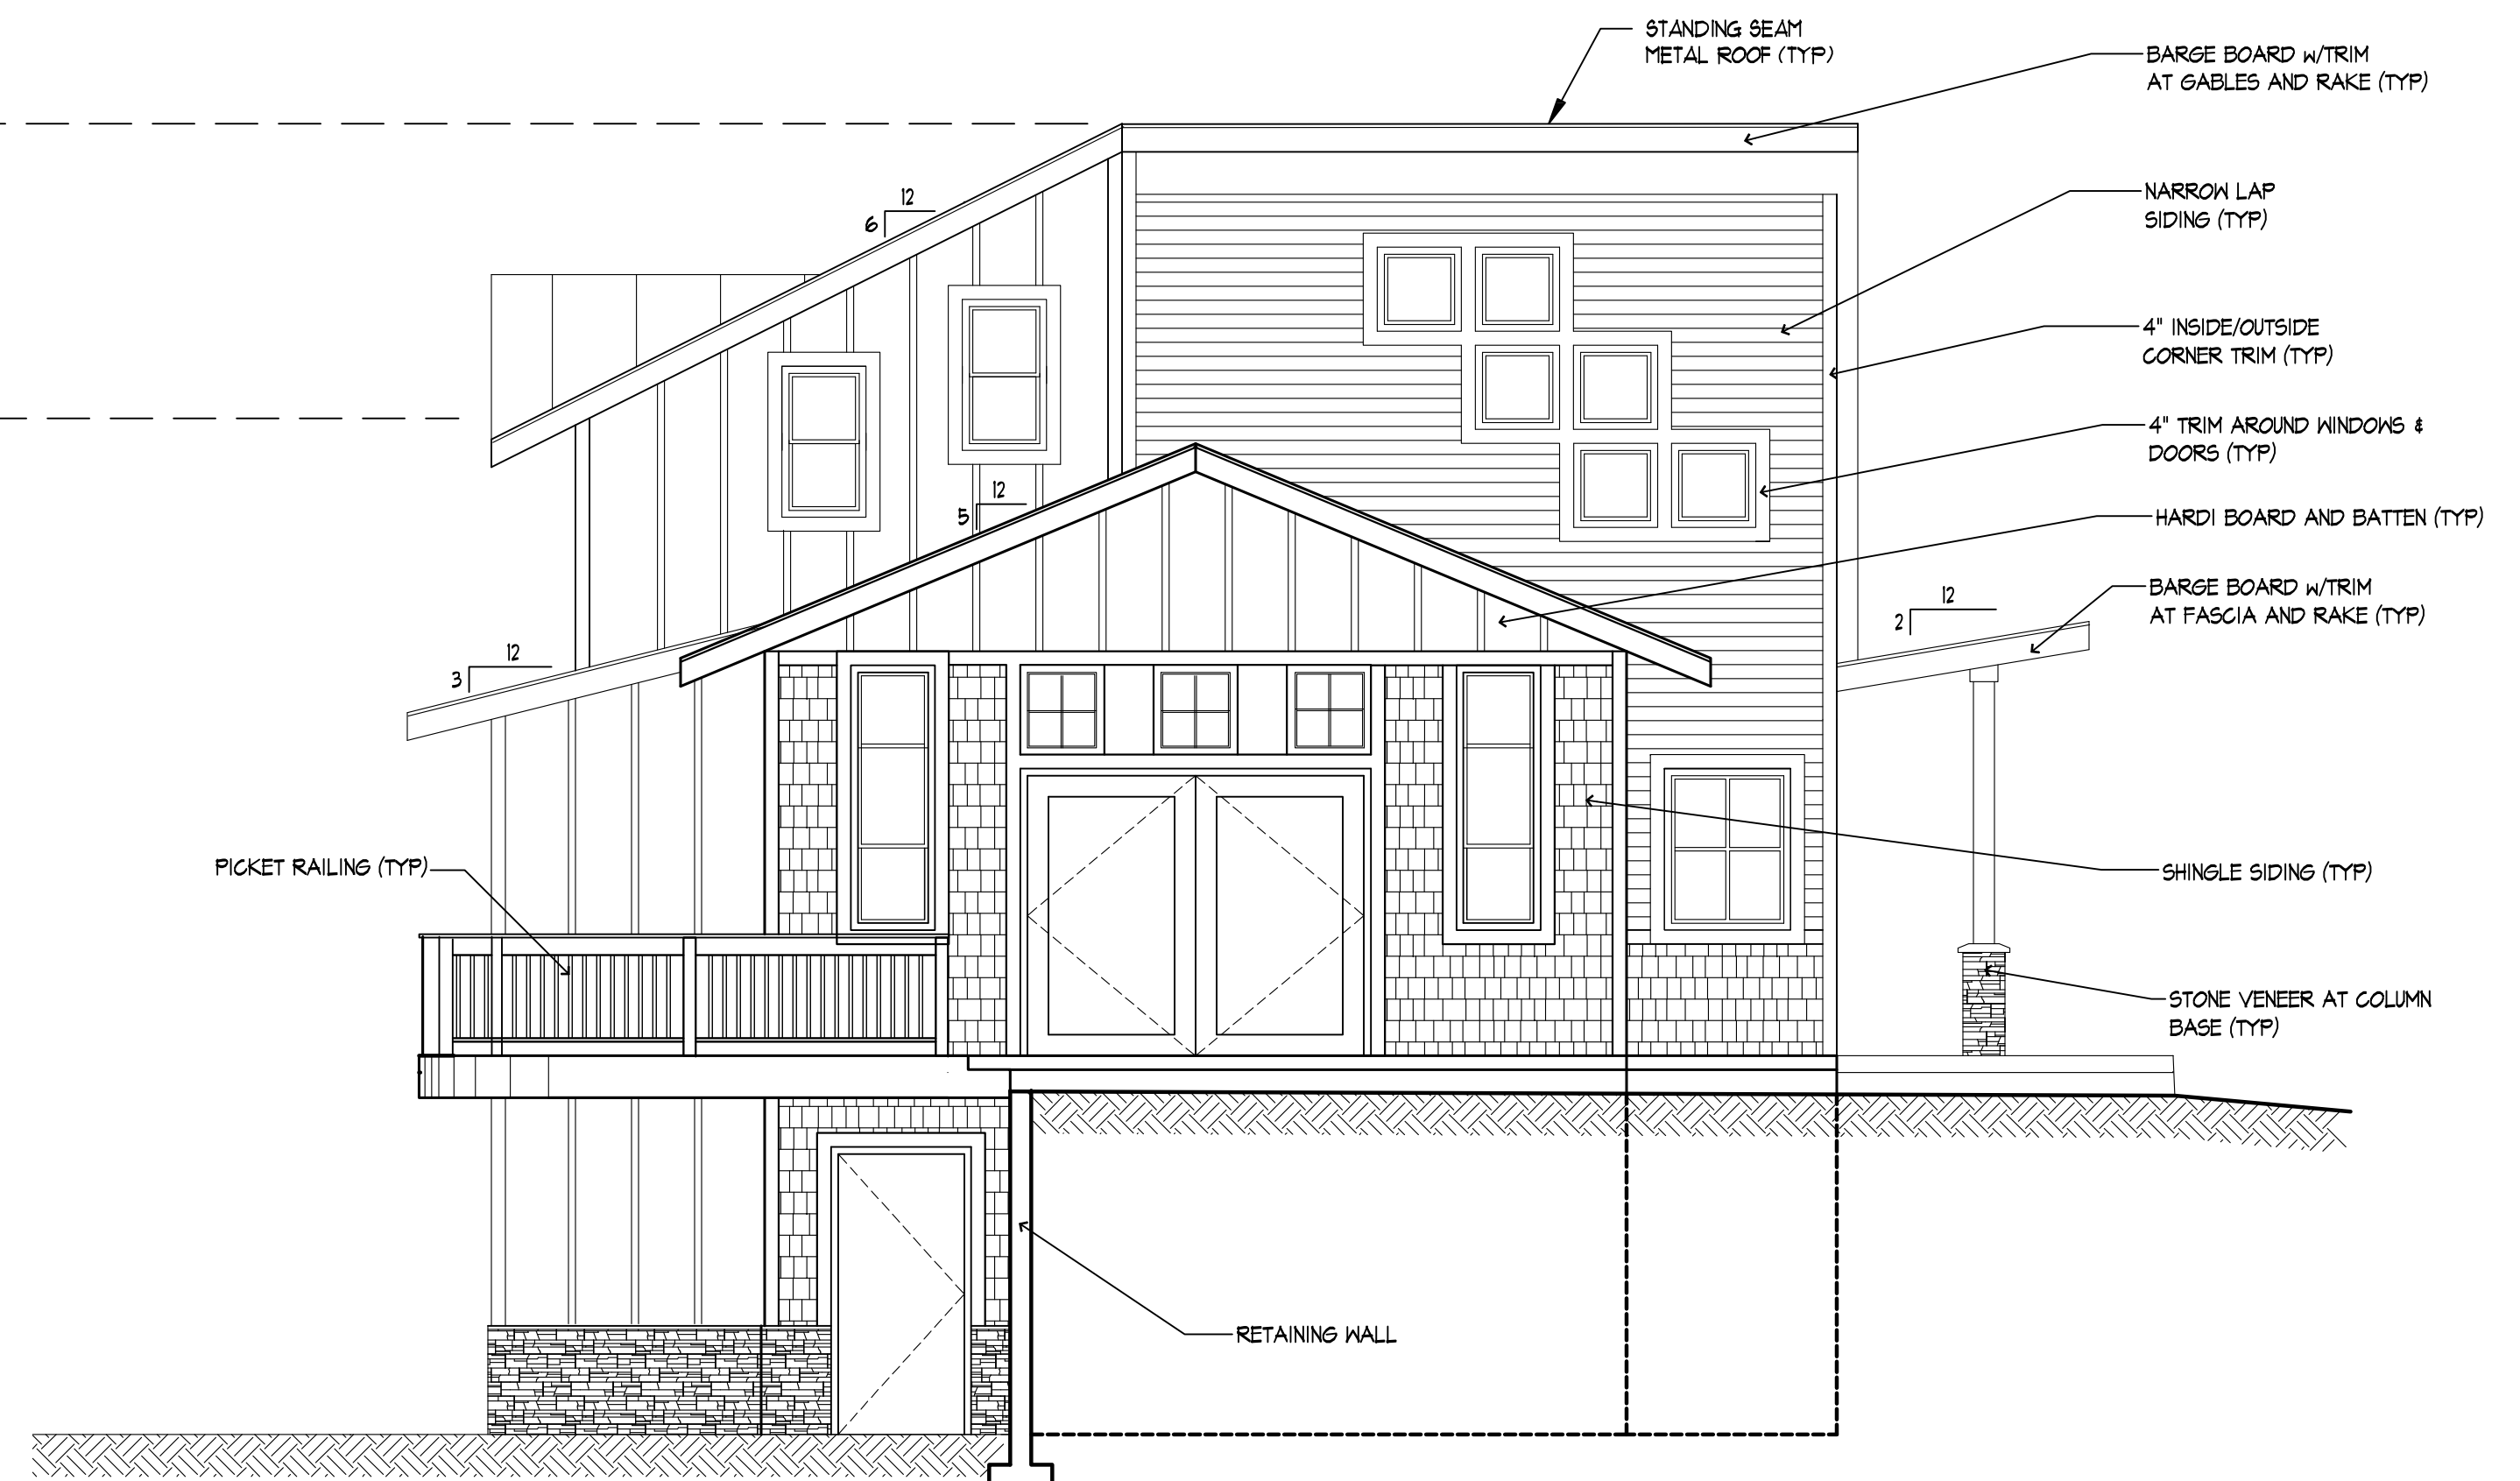 STANDING SEAM
METAL ROOF (TYP)
BARGE BOARD W/TRIM
AT GABLES AND RAKE (TYP)
NARROW LAP
SIDING (TYP)
12
6
4" INSIDE/OUTSIDE
CORNER TRIM (TYP)
4" TRIM AROUND WINDOWS &
DOORS (TYP)
12
5
HARDI BOARD AND BATTEN (TYP)
BARGE BOARD W/TRIM
AT FASCIA AND RAKE (TYP)
12
2
12
3
PICKET RAILING (TYP)
SHINGLE SIDING (TYP)
STONE VENEER AT COLUMN
BASE (TYP)
RETAINING WALL